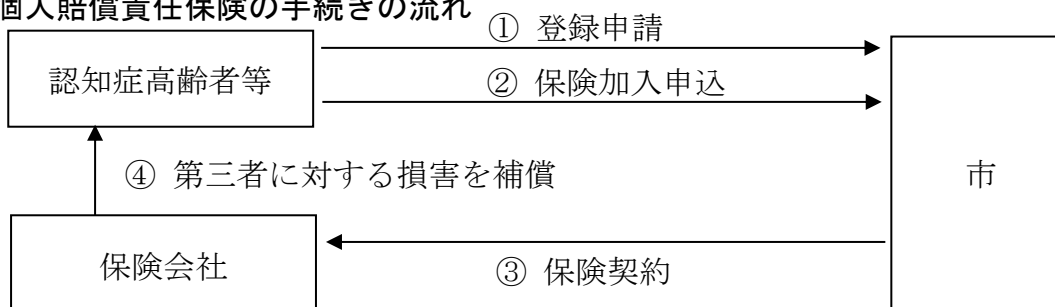 個人賠償責任保険の手続きの流れ
① 登録申請
認知症高齢者等
② 保険加入申込
④ 第三者に対する損害を補償
市
保険会社
③ 保険契約